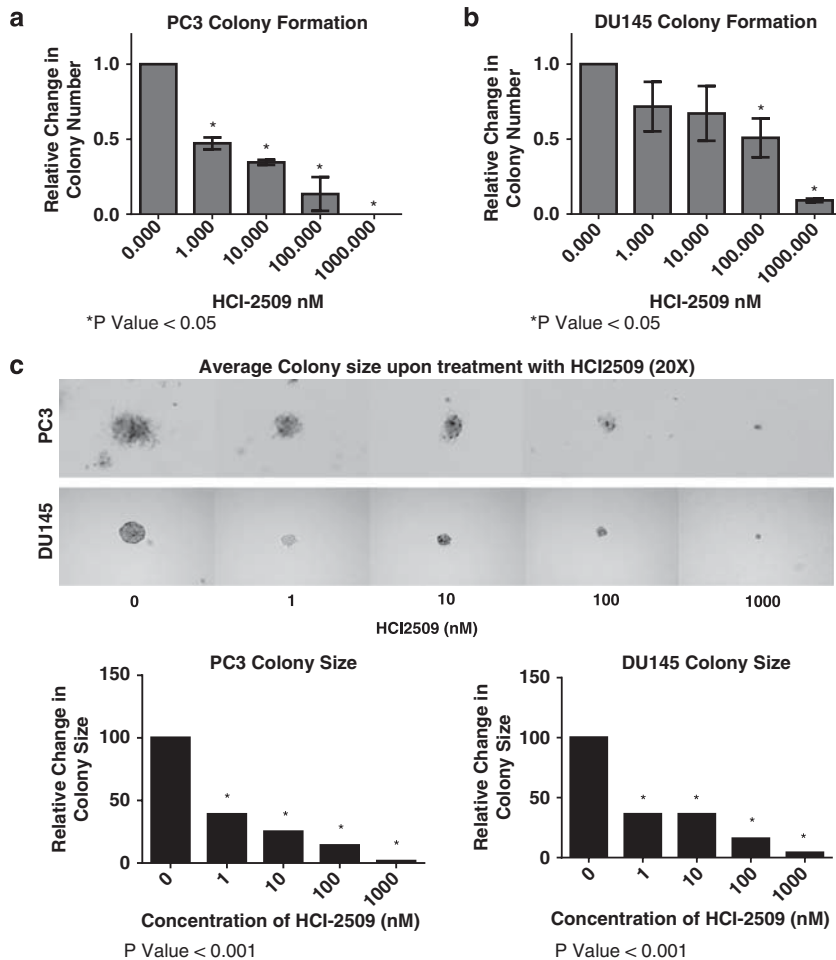 a
PC3 Colony Formation
Relative Change in
Colony Number
1.0
0.5
0.0
*
*
*
*
0.000
1.000
10.000
100.000
1000.000
HCI-2509 nM
*P Value < 0.05
b
DU145 Colony Formation
Relative Change in
Colony Number
1.0
0.5
0.0
*
*
0.000
1.000
10.000
100.000
1000.000
HCI-2509 nM
*P Value < 0.05
c
Average Colony size upon treatment with HCI2509 (20X)
PC3
DU145
0 1 10 100 1000
HCI2509 (nM)
PC3 Colony Size
Relative Change in
Colony Size
150
100
50
0
*
*
*
*
0
1
10
100
1000
Concentration of HCI-2509 (nM)
P Value < 0.001
DU145 Colony Size
Relative Change in
Colony Size
150
100
50
0
*
*
*
*
0
1
10
100
1000
Concentration of HCI-2509 (nM)
P Value < 0.001